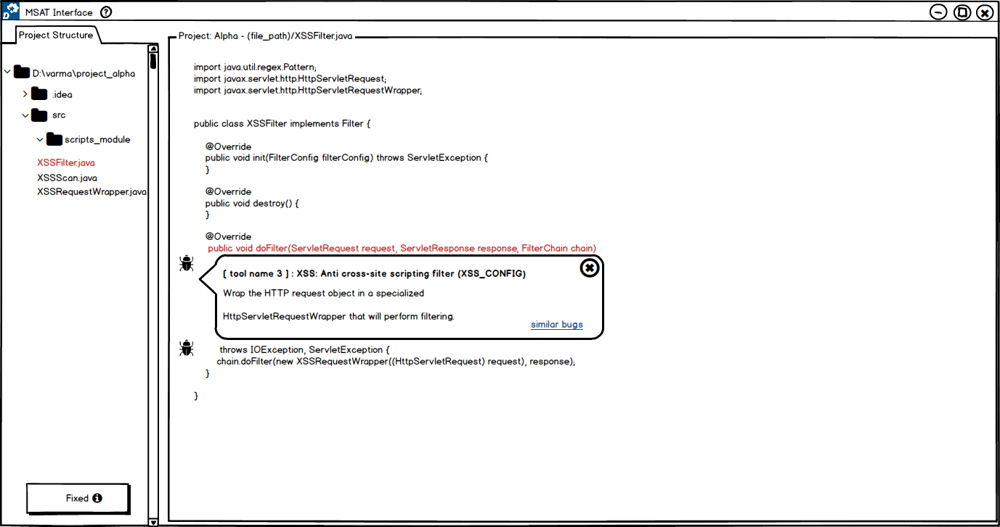 MSAT Interface ?
Project Structure
D:\varma\project_alpha
.idea
src
scripts_module
XSSFilter.java
XSSScan.java
XSSRequestWrapper.java
Fixed i
Project: Alpha - (file_path)/XSSFilter.java
import java.util.regex.Pattern;
import javax.servlet.http.HttpServletRequest;
import javax.servlet.http.HttpServletRequestWrapper;
public class XSSFilter implements Filter {
@Override
public void init(FilterConfig filterConfig) throws ServletException {
}
@Override
public void destroy() {
}
@Override
public void doFilter(ServletRequest request, ServletResponse response, FilterChain chain)
[ tool name 3 ] : XSS: Anti cross-site scripting filter (XSS_CONFIG)
Wrap the HTTP request object in a specialized
HttpServletRequestWrapper that will perform filtering.
similar bugs
throws IOException, ServletException {
chain.doFilter(new XSSRequestWrapper((HttpServletRequest) request), response);
}
}